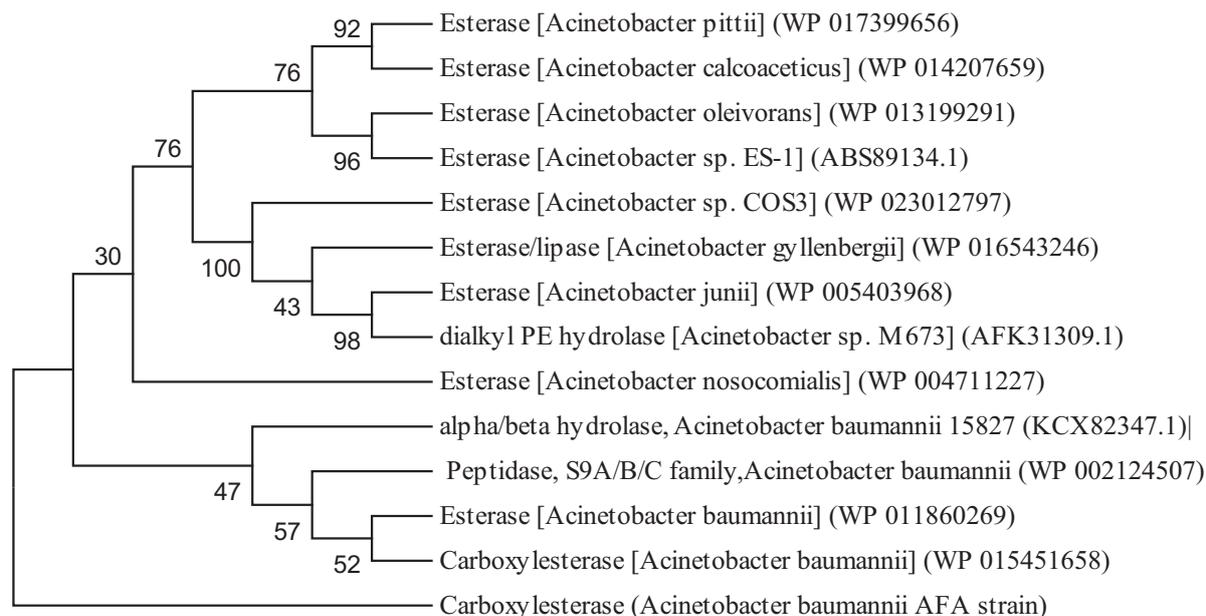 92
Esterase [Acinetobacter pittii] (WP 017399656)
76
Esterase [Acinetobacter calcoaceticus] (WP 014207659)
Esterase [Acinetobacter oleivorans] (WP 013199291)
76
96
Esterase [Acinetobacter sp. ES-1] (ABS89134.1)
Esterase [Acinetobacter sp. COS3] (WP 023012797)
30
100
Esterase/lipase [Acinetobacter gyllenbergii] (WP 016543246)
43
Esterase [Acinetobacter junii] (WP 005403968)
98
dialkyl PE hydrolase [Acinetobacter sp. M673] (AFK31309.1)
Esterase [Acinetobacter nosocomialis] (WP 004711227)
alpha/beta hydrolase, Acinetobacter baumannii 15827 (KCX82347.1)|
47
Peptidase, S9A/B/C family,Acinetobacter baumannii (WP 002124507)
57
Esterase [Acinetobacter baumannii] (WP 011860269)
52
Carboxylesterase [Acinetobacter baumannii] (WP 015451658)
Carboxylesterase (Acinetobacter baumannii AFA strain)